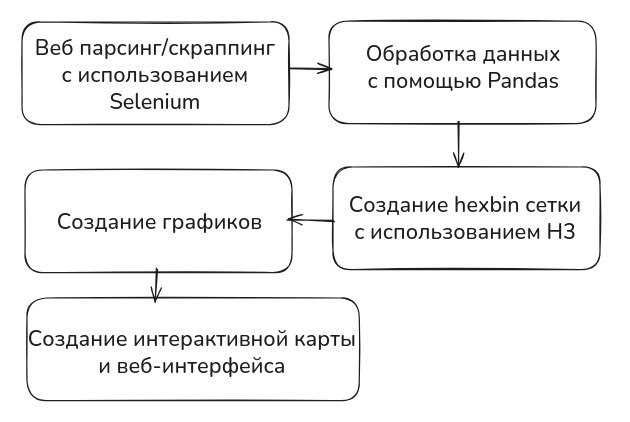 Веб парсинг/скраппинг
с использованием
Selenium
Обработка данных
с помощью Pandas
Создание hexbin сетки
с использованием H3
Создание графиков
Создание интерактивной карты
и веб-интерфейса